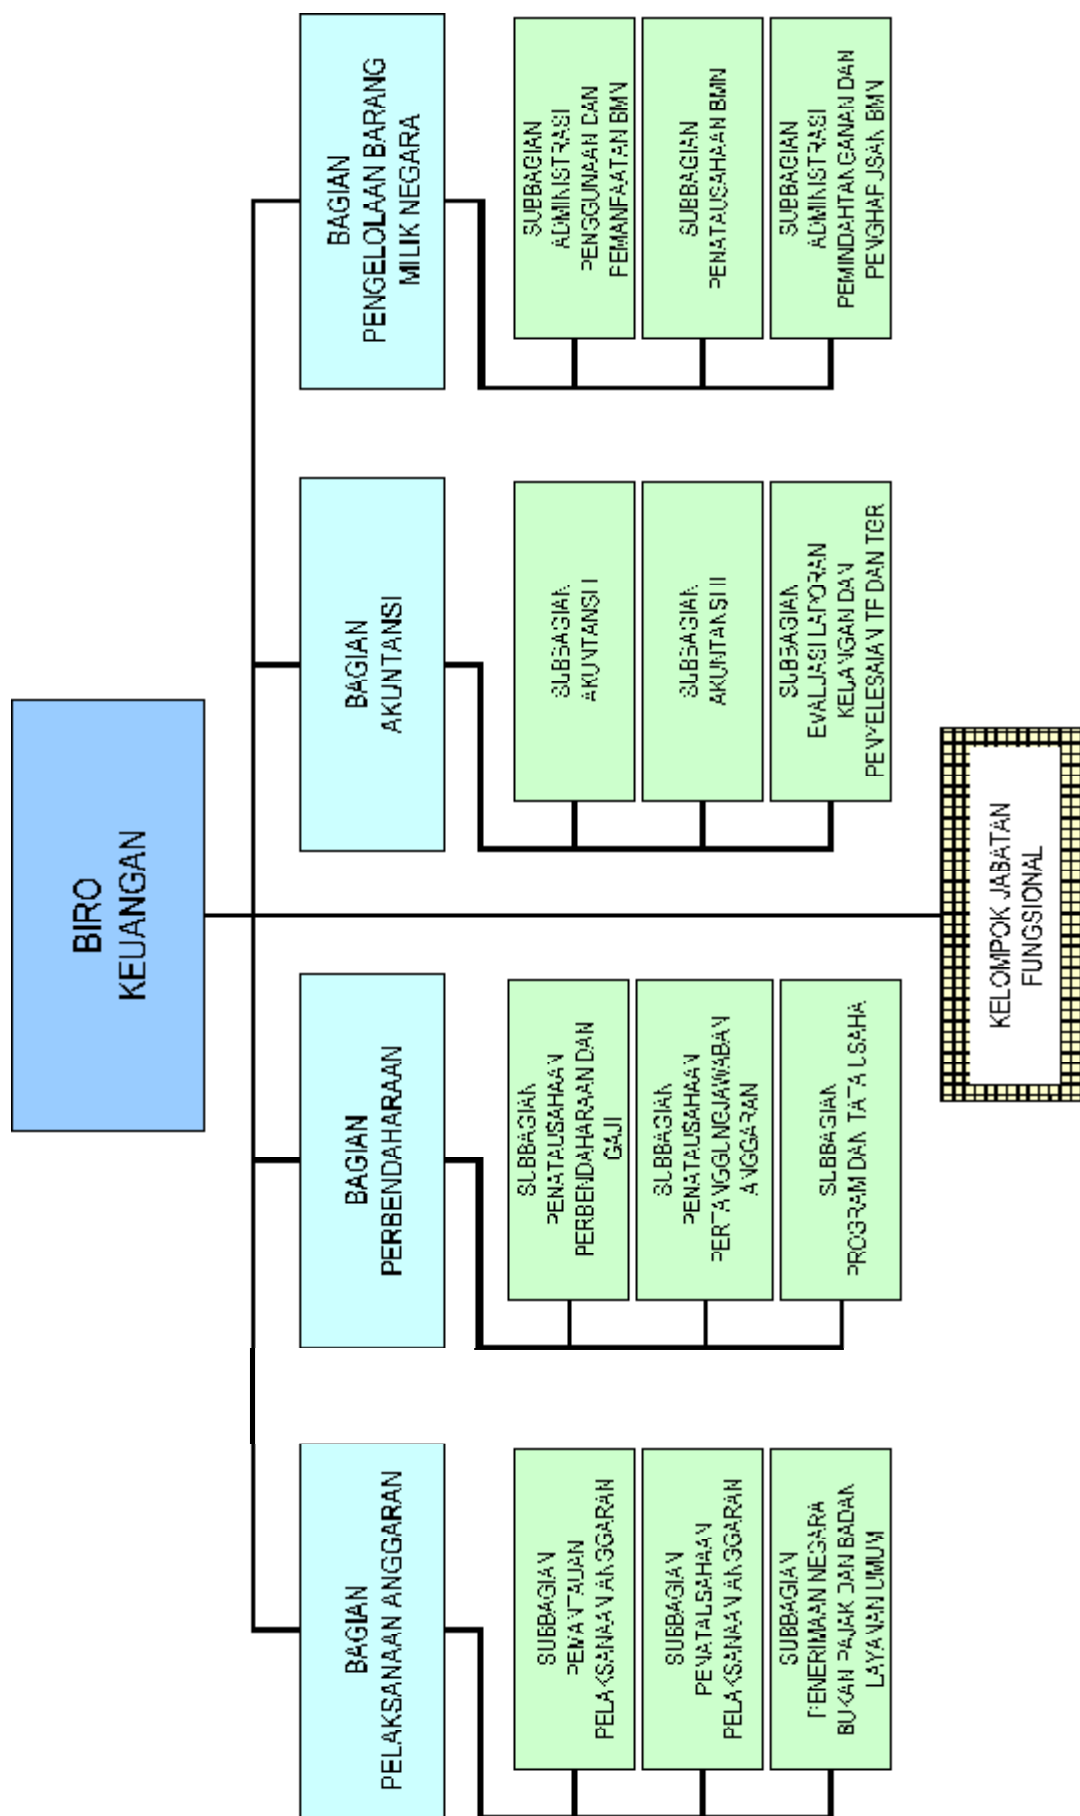 BIRO
KEUANGAN
BAGIAN
PELAKSANAAN ANGGARAN
SUBBAGIAN
PEMANTAUAN
PELAKSANAAN ANGGARAN
SUBBAGIAN
PENATAUSAHAAN
PELAKSANAAN ANGGARAN
SUBBAGIAN
PENERIMAAN NEGARA
BUKAN PAJAK DAN BADAN
LAYANAN UMUM
BAGIAN
PERBENDAHARAAN
SUBBAGIAN
PENATAUSAHAAN
PERBENDAHARAAN DAN
GAJI
SUBBAGIAN
PENATAUSAHAAN
PERTANGGUNGJAWABAN
ANGGARAN
SUBBAGIAN
PROGRAM DAN TATA USAHA
BAGIAN
AKUNTANSI
SUBBAGIAN
AKUNTANSI I
SUBBAGIAN
AKUNTANSI II
SUBBAGIAN
EVALUASI LAPORAN
KEUANGAN DAN
PENYELESAIAN TP DAN TGR
BAGIAN
PENGELOLAAN BARANG
MILIK NEGARA
SUBBAGIAN
ADMINISTRASI
PENGGUNAAN DAN
PEMANFAATAN BMN
SUBBAGIAN
PENATAUSAHAAN BMN
SUBBAGIAN
ADMINISTRASI
PEMINDAHTANGANAN DAN
PENGHAPUSAN BMN
KELOMPOK JABATAN
FUNGSIONAL